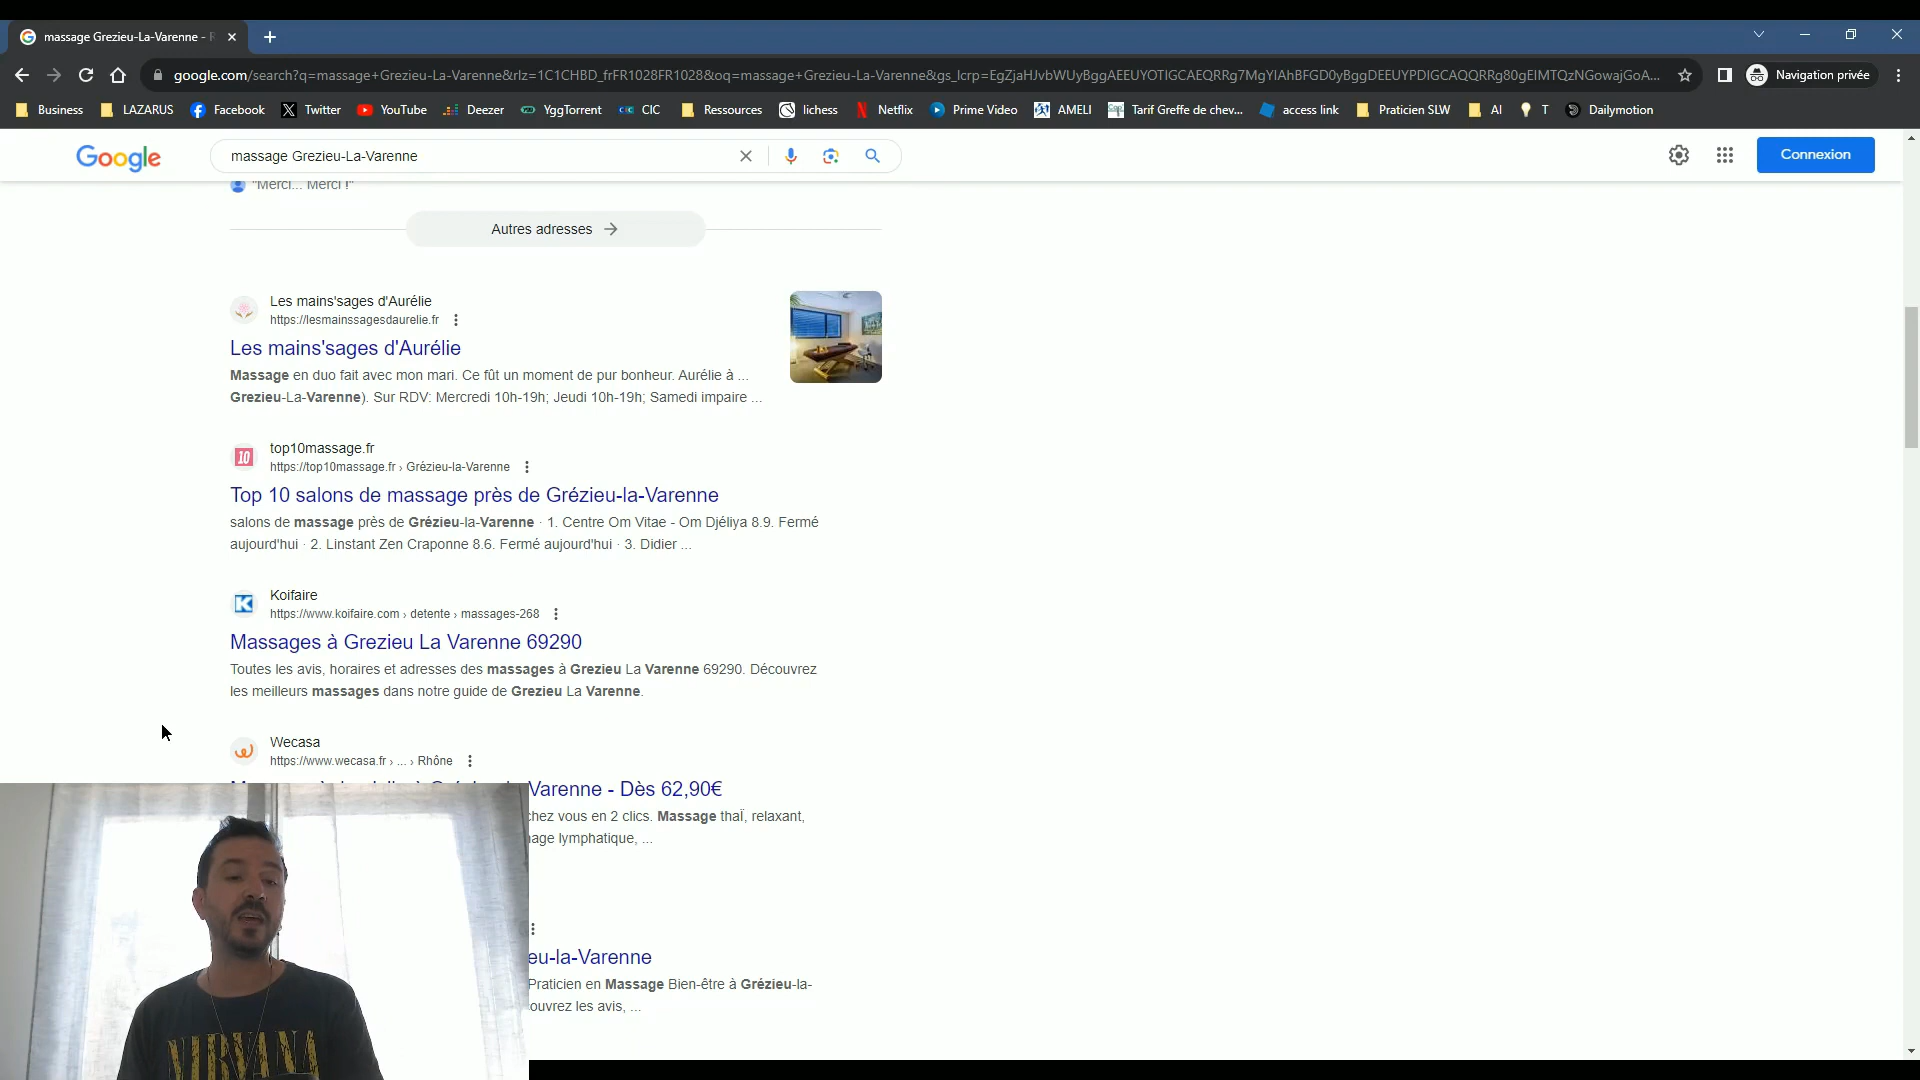 massage Grezieu-La-Varenne -
google.com/search?q=massage+Grezieu-La-Varenne&rlz=1C1CHBD_frFR1028FR1028&oq=massage+Grezieu-La-Varenne&gs_lcrp=EgZjaHJvbWUyBggAEEUYOTIGCAEQRRg7MgYIAhBFGD0yBggDEEUYPDIGCAQQRRg80gEIMTQzNGowajGoA...
Navigation privée
Business LAZARUS Facebook Twitter YouTube Deezer YggTorrent CIC Ressources lichess Netflix Prime Video AMELI Tarif Greffe de chev... access link Praticien SLW AI T Dailymotion
Google massage Grezieu-La-Varenne Connexion
"Merci... Merci !"
Autres adresses
Les mains'sages d'Aurélie
https://lesmainssagesdaurelie.fr
Les mains'sages d'Aurélie
Massage en duo fait avec mon mari. Ce fût un moment de pur bonheur. Aurélie à ...
Grezieu-La-Varenne). Sur RDV: Mercredi 10h-19h; Jeudi 10h-19h; Samedi impaire ...
top10massage.fr
https://top10massage.fr › Grézieu-la-Varenne
Top 10 salons de massage près de Grézieu-la-Varenne
salons de massage près de Grézieu-la-Varenne · 1. Centre Om Vitae - Om Djéliya 8.9. Fermé
aujourd'hui · 2. Linstant Zen Craponne 8.6. Fermé aujourd'hui · 3. Didier ...
Koifaire
https://www.koifaire.com › detente › massages-268
Massages à Grezieu La Varenne 69290
Toutes les avis, horaires et adresses des massages à Grezieu La Varenne 69290. Découvrez
les meilleurs massages dans notre guide de Grezieu La Varenne.
Wecasa
https://www.wecasa.fr › ... › Rhône
Varenne - Dès 62,90€
chez vous en 2 clics. Massage thaÏ, relaxant,
nage lymphatique, ...
eu-la-Varenne
Praticien en Massage Bien-être à Grézieu-la-
ouvrez les avis, ...
NIRVANA